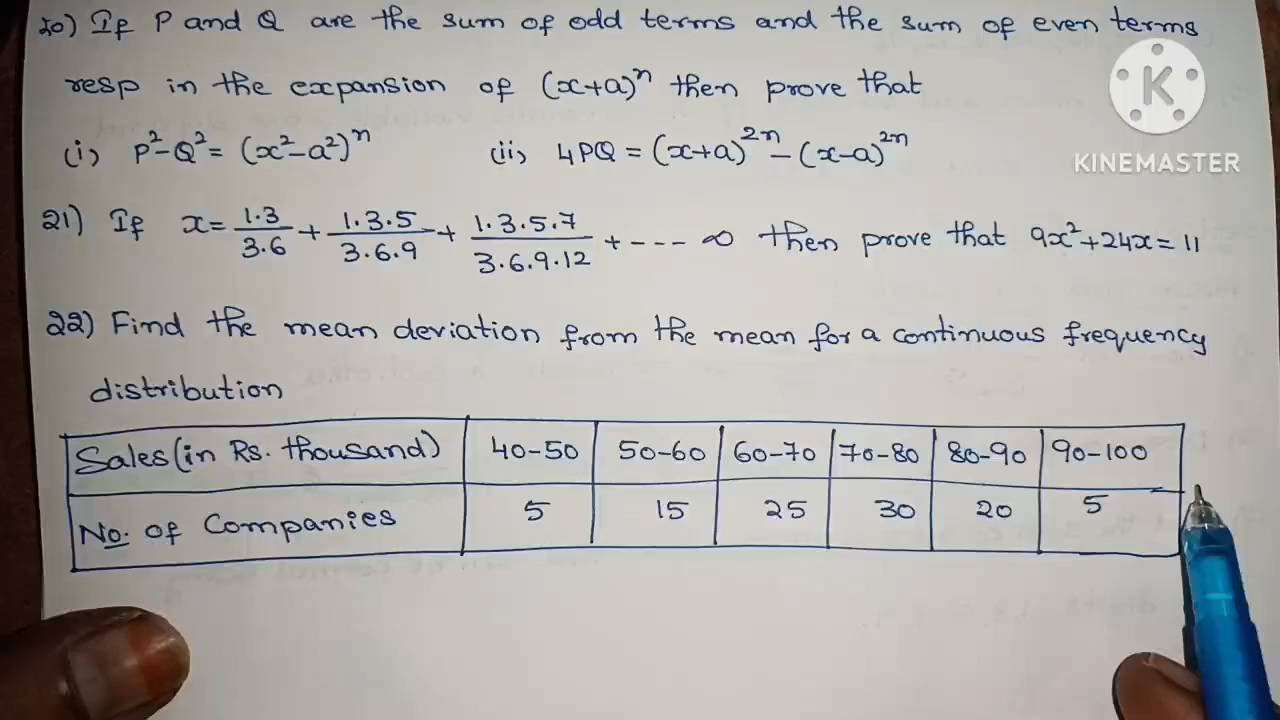 20) If P and Q are the sum of odd terms and the sum of even terms
resp in the expansion of (x+a)^n then prove that
(i) P²-Q² = (x²-a²)^n (ii) 4PQ = (x+a)^2n - (x-a)^2n
K
KINEMASTER
21) If x = 1.3/3.6 + 1.3.5/3.6.9 + 1.3.5.7/3.6.9.12 + ---- ∞ then prove that 9x²+24x = 11
22) Find the mean deviation from the mean for a continuous frequency
distribution
Sales (in Rs. thousand) 40-50 50-60 60-70 70-80 80-90 90-100
No. of Companies 5 15 25 30 20 5